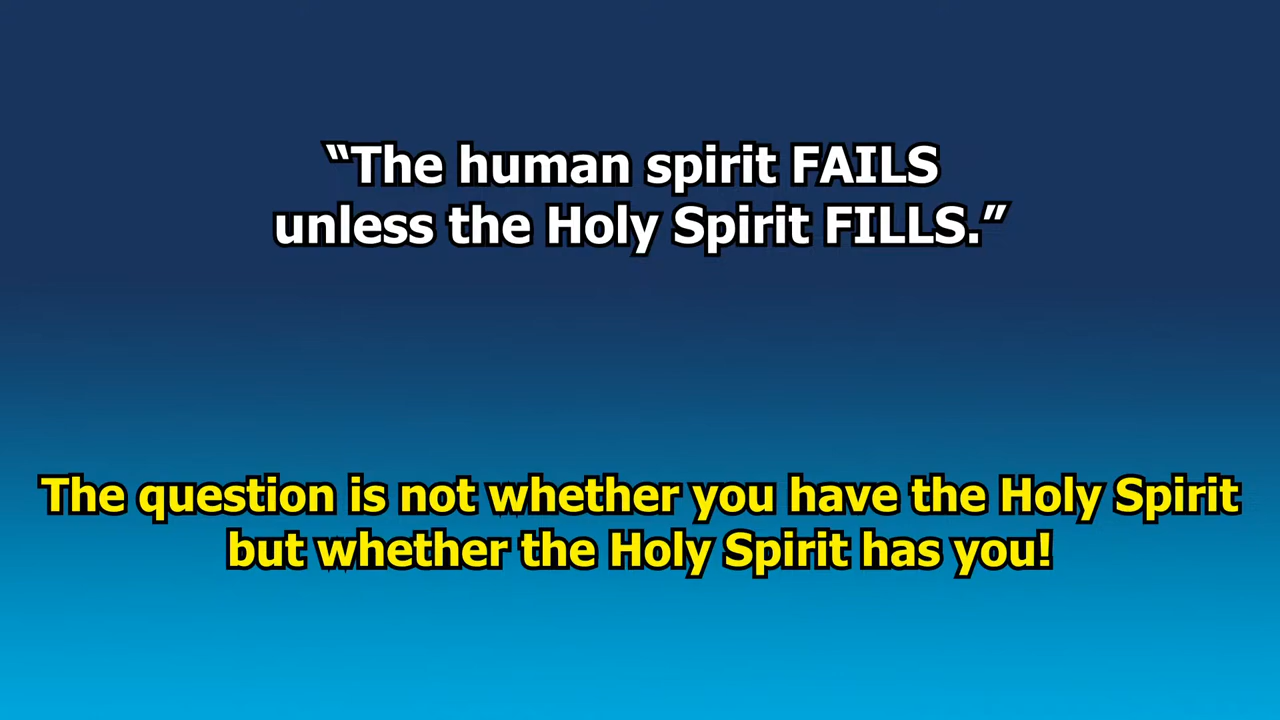 “The human spirit FAILS
unless the Holy Spirit FILLS.”
The question is not whether you have the Holy Spirit
but whether the Holy Spirit has you!